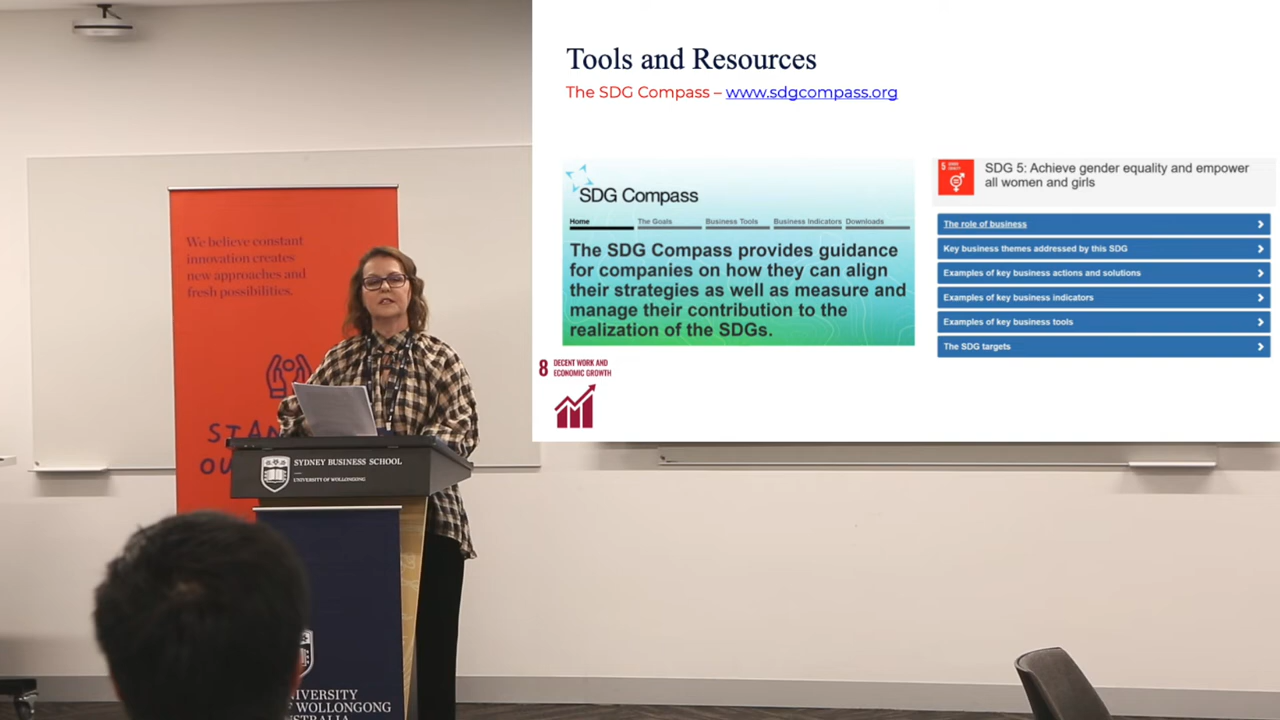 Tools and Resources
The SDG Compass – www.sdgcompass.org
SDG Compass
Home The Goals Business Tools Business Indicators Downloads
The SDG Compass provides guidance
for companies on how they can align
their strategies as well as measure and
manage their contribution to the
realization of the SDGs.
5
SDG 5: Achieve gender equality and empower
all women and girls
The role of business
Key business themes addressed by this SDG
Examples of key business actions and solutions
Examples of key business indicators
Examples of key business tools
The SDG targets
8 DECENT WORK AND
ECONOMIC GROWTH
We believe constant
innovation creates
new approaches and
fresh possibilities.
STAN
OU
SYDNEY BUSINESS SCHOOL
UNIVERSITY OF WOLLONGONG
IVERSITY
F WOLLONGONG
STRALIA